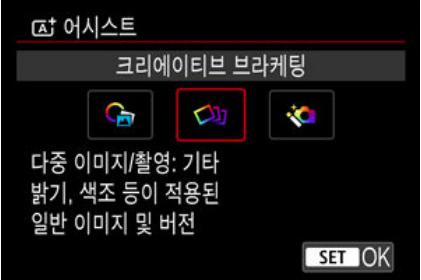 A+ 어시스트
크리에이티브 브라케팅
다중 이미지/촬영: 기타
밝기, 색조 등이 적용된
일반 이미지 및 버전
SET OK